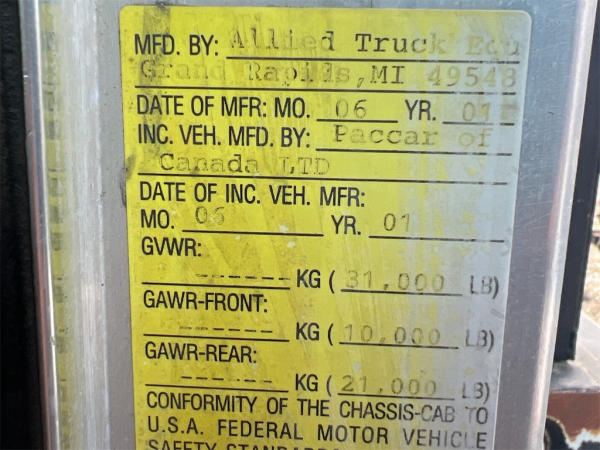 MFD. BY: Allied Truck Equ
Grand Rapids,MI 49548
DATE OF MFR: MO. 06 YR. 01
INC. VEH. MFD. BY: Paccar of
Canada LTD
DATE OF INC. VEH. MFR:
MO. 06 YR. 01
GVWR:
------- KG ( 31,000 LB)
GAWR-FRONT:
------- KG ( 10,000 LB)
GAWR-REAR:
------- KG ( 21,000 LB)
CONFORMITY OF THE CHASSIS-CAB TO
U.S.A. FEDERAL MOTOR VEHICLE
SAFETY STANDARDS